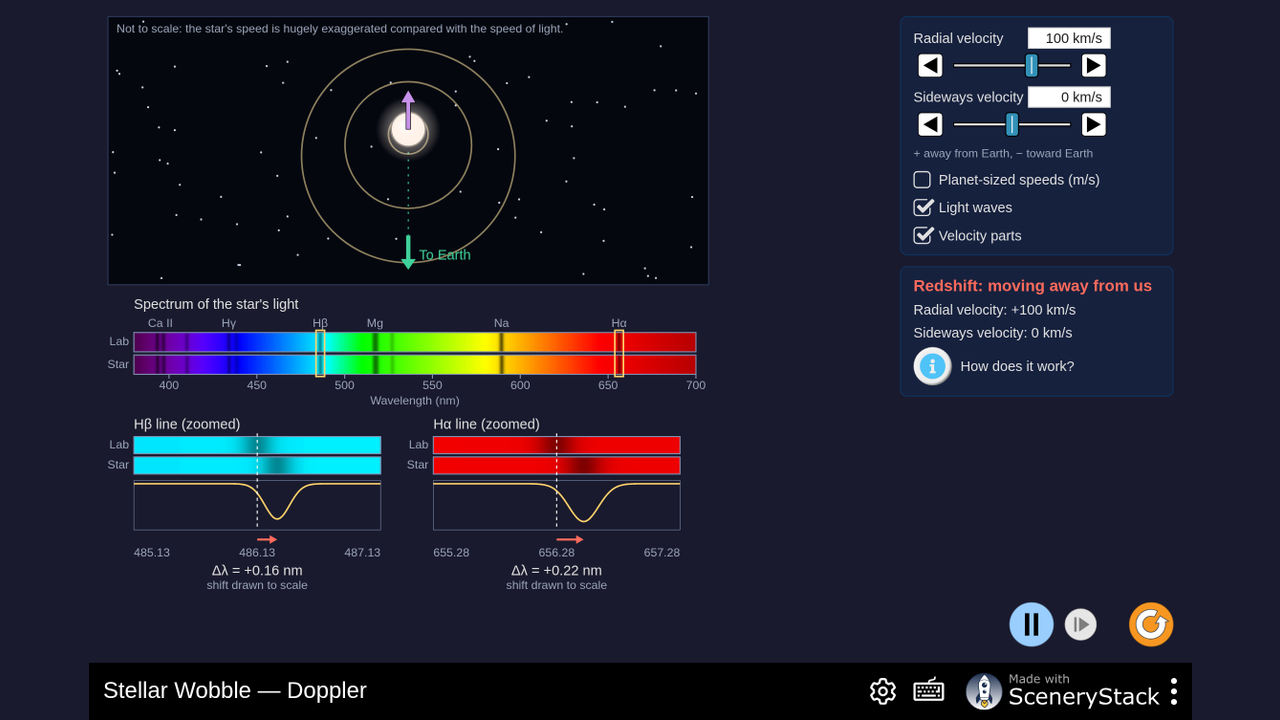 Not to scale: the star's speed is hugely exaggerated compared with the speed of light.
To Earth
Radial velocity 100 km/s
Sideways velocity 0 km/s
+ away from Earth, − toward Earth
Planet-sized speeds (m/s)
Light waves
Velocity parts
Redshift: moving away from us
Radial velocity: +100 km/s
Sideways velocity: 0 km/s
How does it work?
Spectrum of the star's light
Ca II Hγ Hβ Mg Na Hα
Lab
Star
400 450 500 550 600 650 700
Wavelength (nm)
Hβ line (zoomed)
Lab
Star
485.13 486.13 487.13
Δλ = +0.16 nm
shift drawn to scale
Hα line (zoomed)
Lab
Star
655.28 656.28 657.28
Δλ = +0.22 nm
shift drawn to scale
Stellar Wobble — Doppler
Made with
SceneryStack